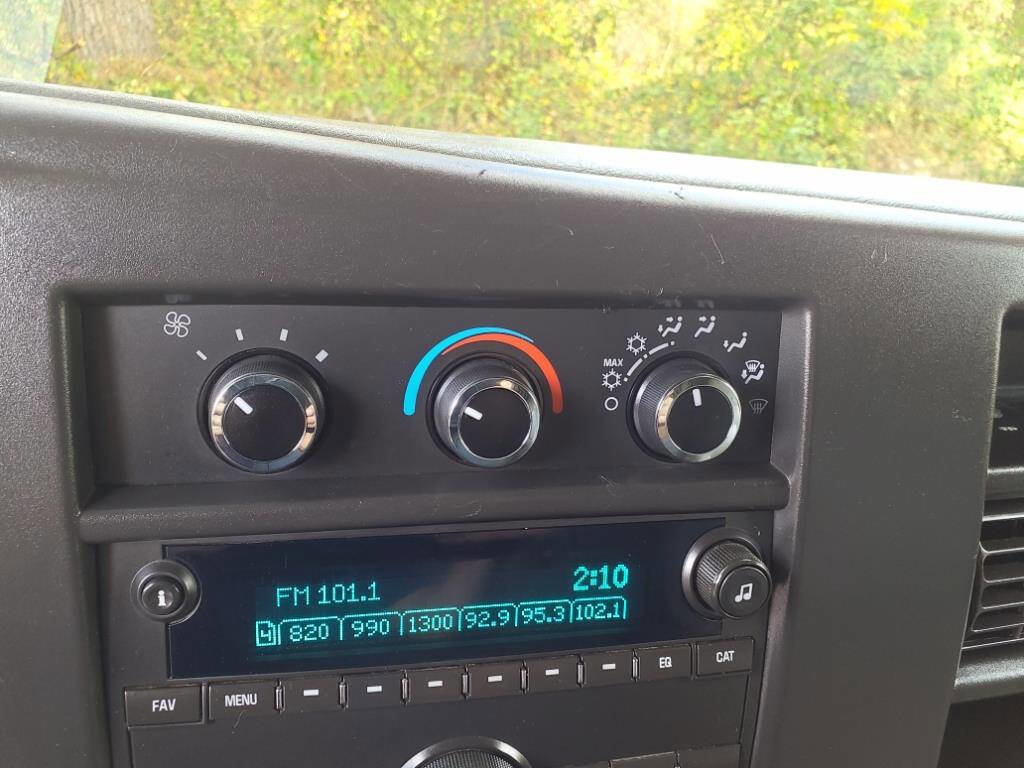 MAX
FM 101.1 2:10
4 820 990 1300 92.9 95.3 102.1
i
FAV MENU EQ CAT